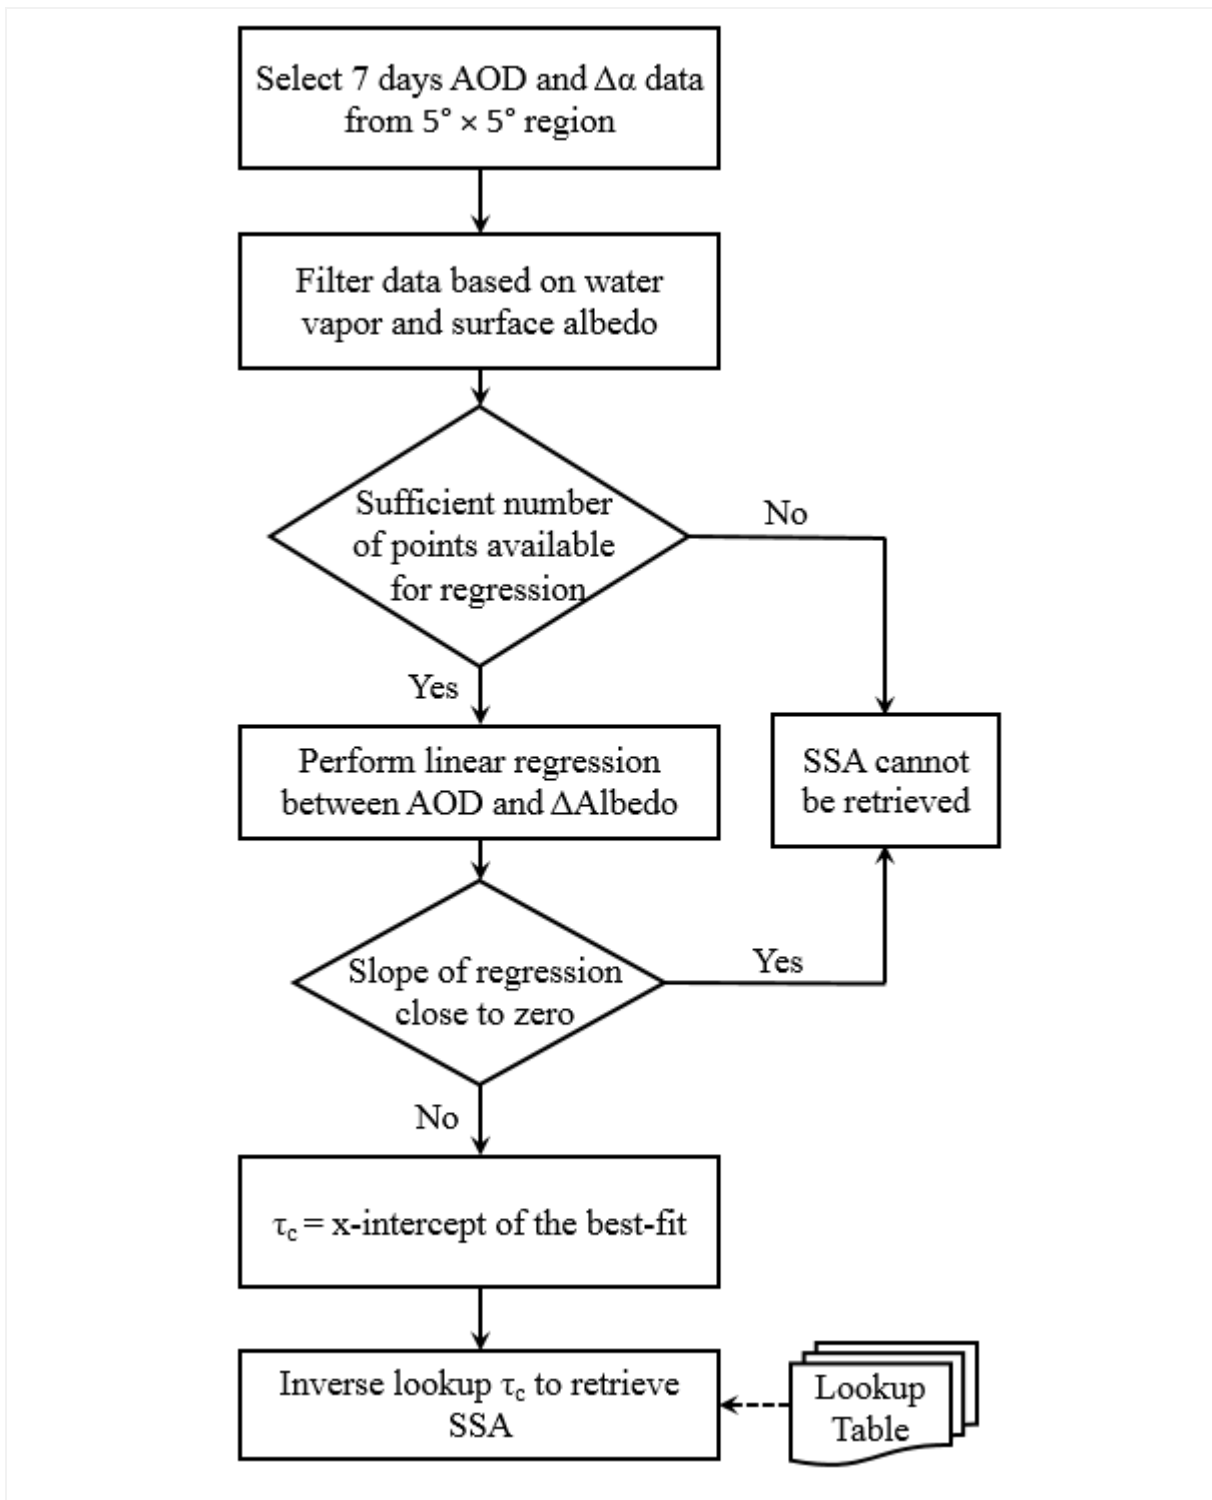 Select 7 days AOD and Δα data
from 5° × 5° region
Filter data based on water
vapor and surface albedo
Sufficient number
of points available
for regression
No
Yes
Perform linear regression
between AOD and ΔAlbedo
SSA cannot
be retrieved
Slope of regression
close to zero
Yes
No
τc = x-intercept of the best-fit
Inverse lookup τc to retrieve
SSA
Lookup
Table